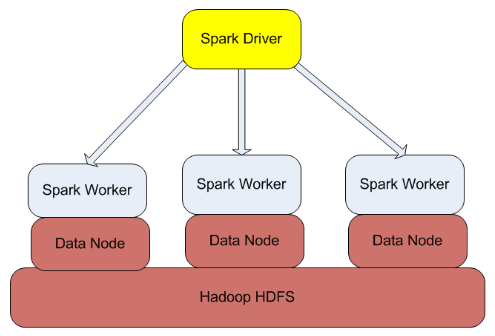 Spark Driver
Spark Worker
Spark Worker
Spark Worker
Data Node
Data Node
Data Node
Hadoop HDFS